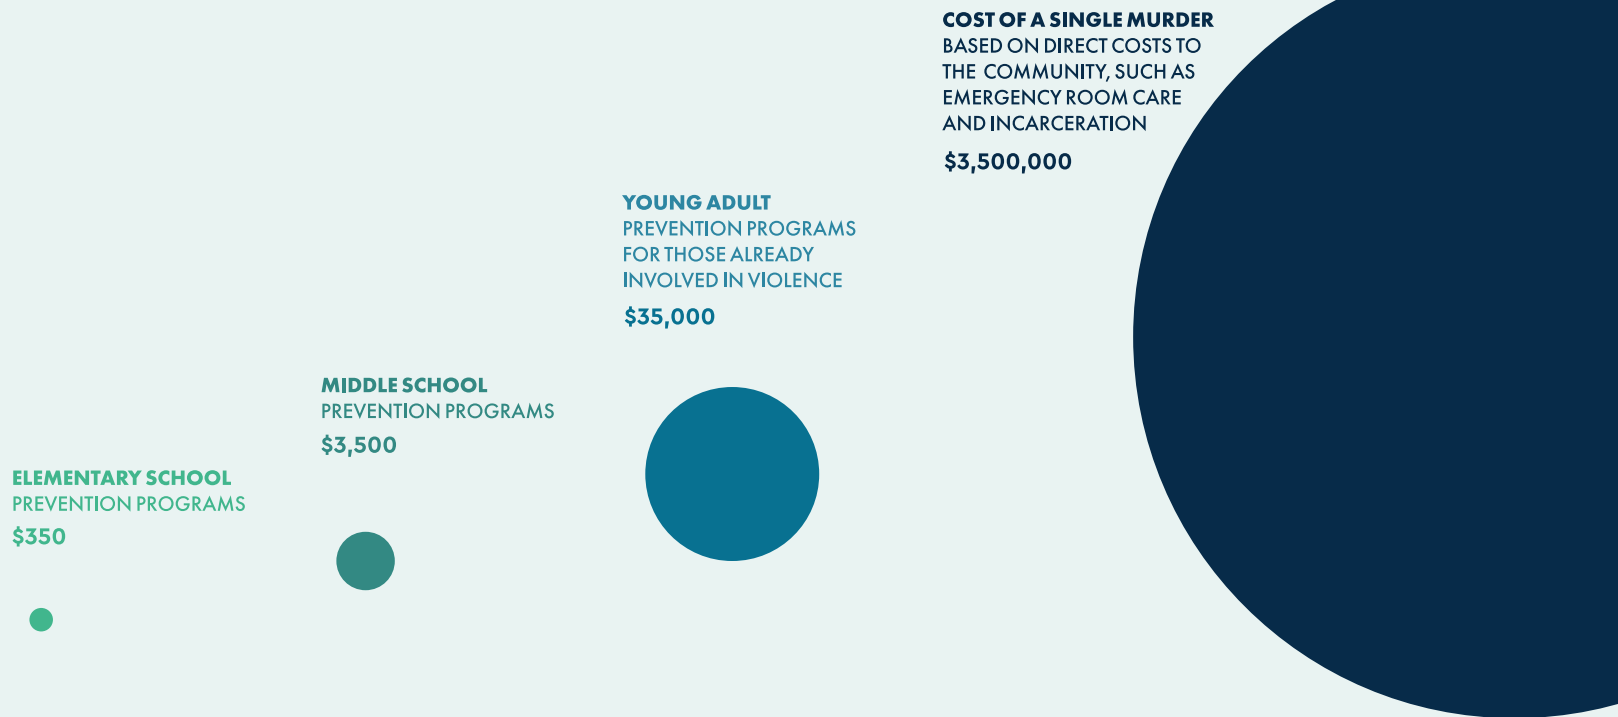 ELEMENTARY SCHOOL
PREVENTION PROGRAMS
$350
MIDDLE SCHOOL
PREVENTION PROGRAMS
$3,500
YOUNG ADULT
PREVENTION PROGRAMS
FOR THOSE ALREADY
INVOLVED IN VIOLENCE
$35,000
COST OF A SINGLE MURDER
BASED ON DIRECT COSTS TO
THE COMMUNITY, SUCH AS
EMERGENCY ROOM CARE
AND INCARCERATION
$3,500,000